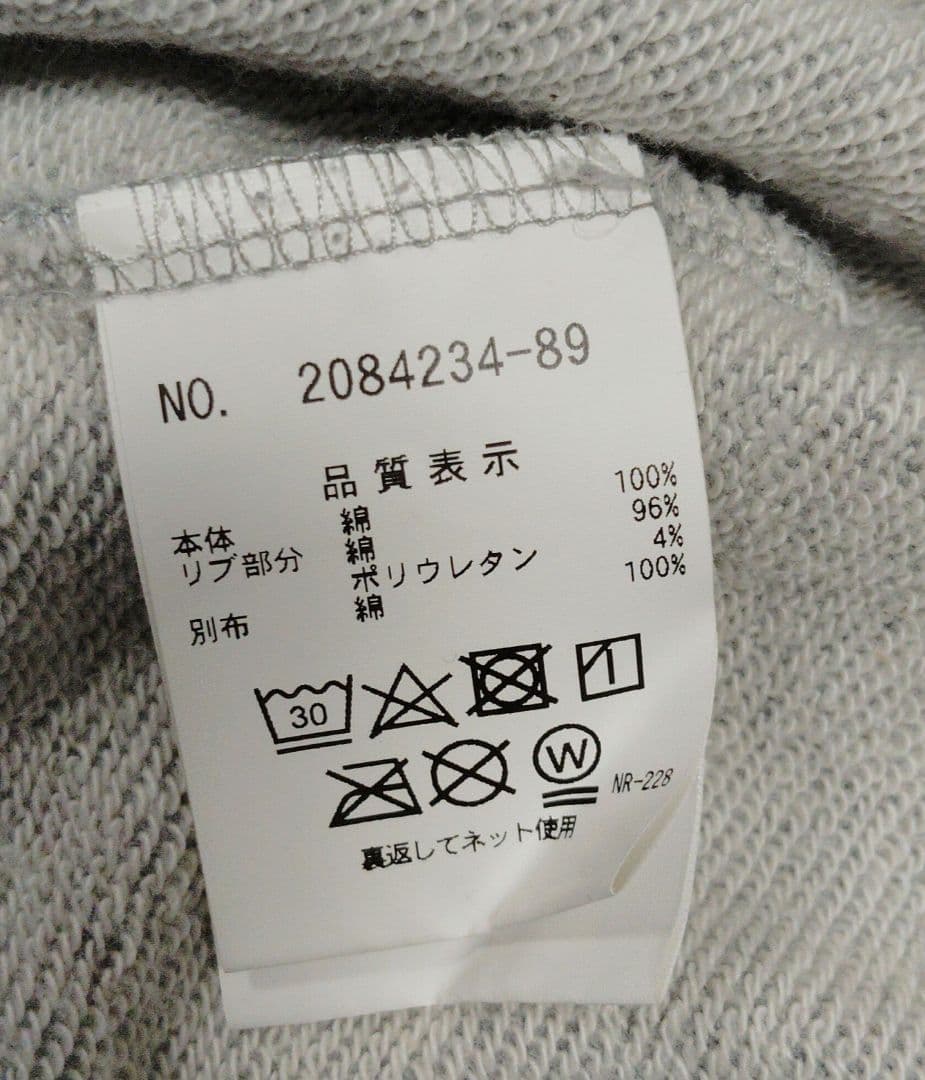 NO. 2084234-89
品質表示
本体 綿 100%
リブ部分 綿 96%
ポリウレタン 4%
別布 綿 100%
30
W
NR-228
裏返してネット使用